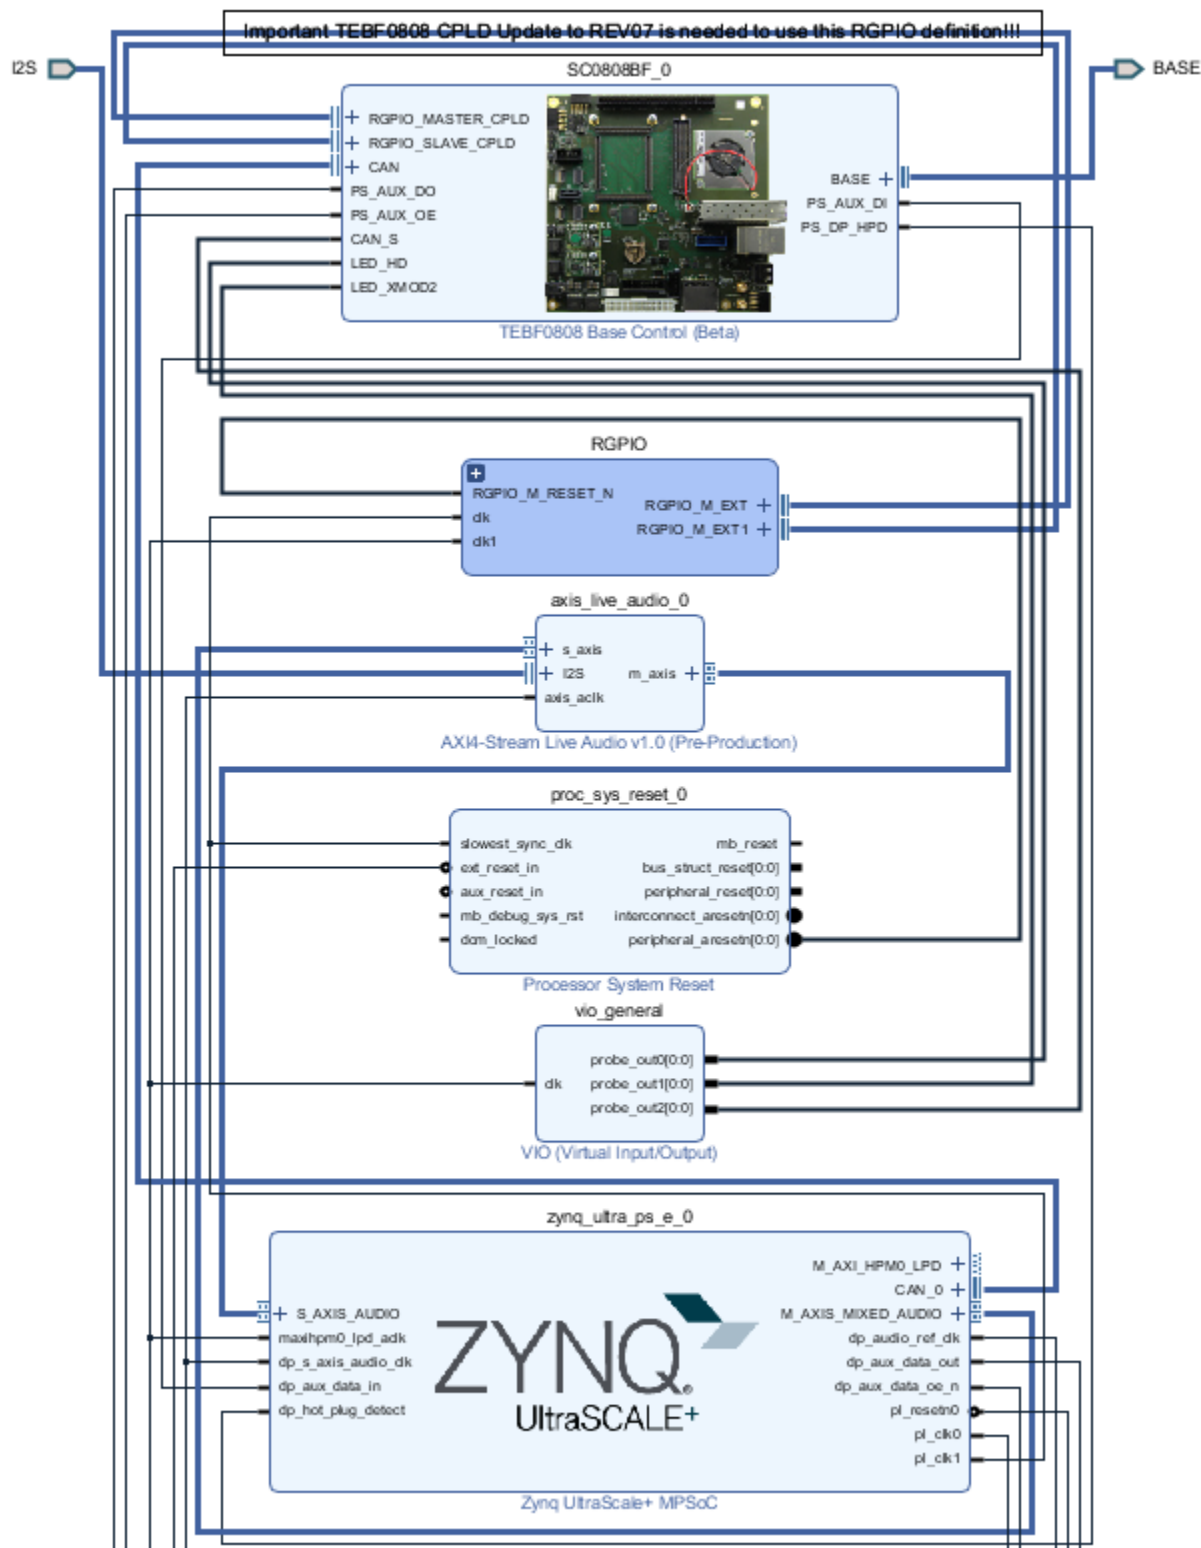 Important TEBF0808 CPLD Update to REV07 is needed to use this RGPIO definition!!!
I2S
BASE
SC0808BF_0
RGPIO_MASTER_CPLD
RGPIO_SLAVE_CPLD
CAN
PS_AUX_DO
PS_AUX_OE
CAN_S
LED_HD
LED_XMOD2
BASE
PS_AUX_DI
PS_DP_HPD
TEBF0808 Base Control (Beta)
RGPIO
RGPIO_M_RESET_N
clk
clk1
RGPIO_M_EXT
RGPIO_M_EXT1
axis_live_audio_0
s_axis
I2S
axis_aclk
m_axis
AXI4-Stream Live Audio v1.0 (Pre-Production)
proc_sys_reset_0
slowest_sync_clk
ext_reset_in
aux_reset_in
mb_debug_sys_rst
dcm_locked
mb_reset
bus_struct_reset[0:0]
peripheral_reset[0:0]
interconnect_aresetn[0:0]
peripheral_aresetn[0:0]
Processor System Reset
vio_general
clk
probe_out0[0:0]
probe_out1[0:0]
probe_out2[0:0]
VIO (Virtual Input/Output)
zynq_ultra_ps_e_0
S_AXIS_AUDIO
maxihpm0_lpd_aclk
dp_s_axis_audio_clk
dp_aux_data_in
dp_hot_plug_detect
ZYNQ
UltraSCALE+
M_AXI_HPM0_LPD
CAN_0
M_AXIS_MIXED_AUDIO
dp_audio_ref_clk
dp_aux_data_out
dp_aux_data_oe_n
pl_resetn0
pl_clk0
pl_clk1
Zynq UltraScale+ MPSoC